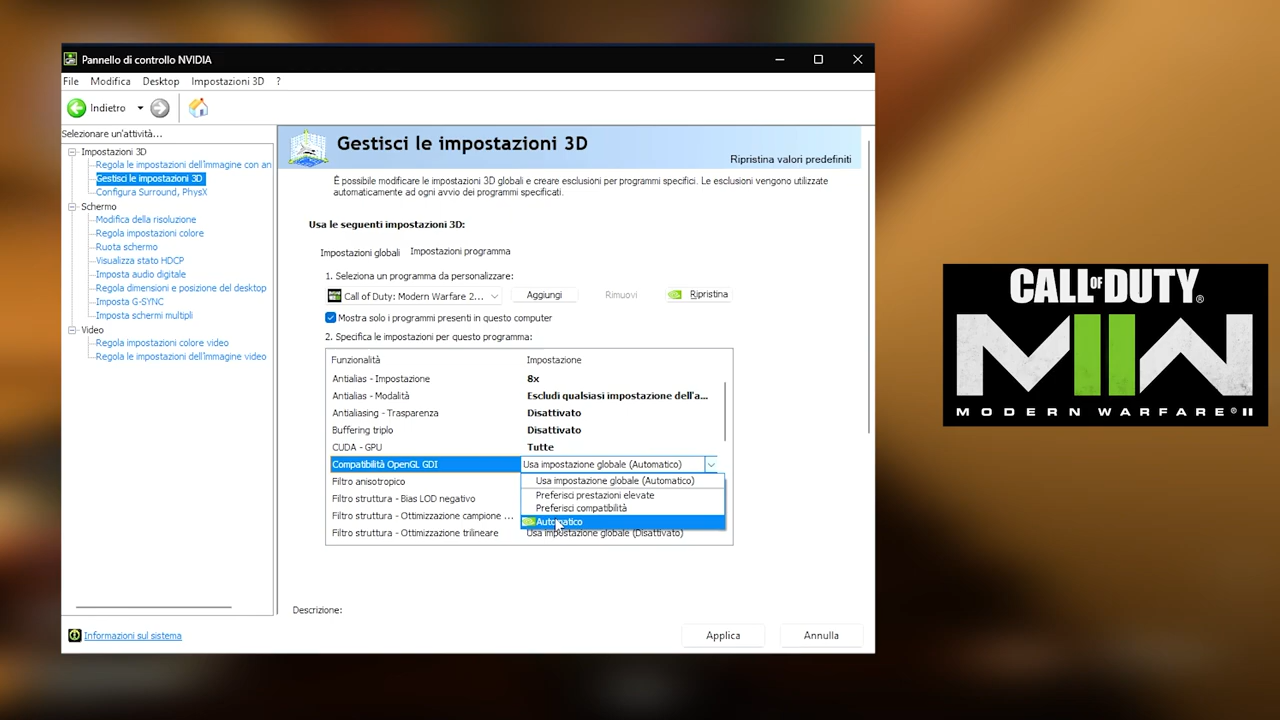 Pannello di controllo NVIDIA
File Modifica Desktop Impostazioni 3D ?
Indietro
Selezionare un'attività...
Impostazioni 3D
Regola le impostazioni dell'immagine con an
Gestisci le impostazioni 3D
Configura Surround, PhysX
Schermo
Modifica della risoluzione
Regola impostazioni colore
Ruota schermo
Visualizza stato HDCP
Imposta audio digitale
Regola dimensioni e posizione del desktop
Imposta G-SYNC
Imposta schermi multipli
Video
Regola impostazioni colore video
Regola le impostazioni dell'immagine video
Informazioni sul sistema
Gestisci le impostazioni 3D
Ripristina valori predefiniti
È possibile modificare le impostazioni 3D globali e creare esclusioni per programmi specifici. Le esclusioni vengono utilizzate
automaticamente ad ogni avvio dei programmi specificati.
Usa le seguenti impostazioni 3D:
Impostazioni globali Impostazioni programma
1. Seleziona un programma da personalizzare:
Call of Duty: Modern Warfare 2... Aggiungi Rimuovi Ripristina
Mostra solo i programmi presenti in questo computer
2. Specifica le impostazioni per questo programma:
Funzionalità Impostazione
Antialias - Impostazione 8x
Antialias - Modalità Escludi qualsiasi impostazione dell'a...
Antialiasing - Trasparenza Disattivato
Buffering triplo Disattivato
CUDA - GPU Tutte
Compatibilità OpenGL GDI Usa impostazione globale (Automatico)
Filtro anisotropico Usa impostazione globale (Automatico)
Preferisci prestazioni elevate
Filtro struttura - Bias LOD negativo Preferisci compatibilità
Filtro struttura - Ottimizzazione campione ... Automatico
Filtro struttura - Ottimizzazione trilineare Usa impostazione globale (Disattivato)
Descrizione:
Applica Annulla
CALL OF DUTY®
MWII
MODERN WARFARE® II